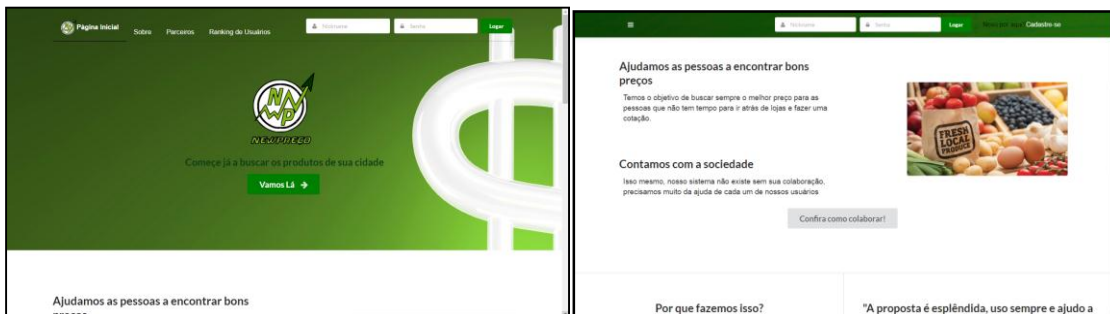 Página Inicial Sobre Parceiros Ranking de Usuários Nickname Senha Logar
NEWPREÇO
Começe já a buscar os produtos de sua cidade
Vamos Lá
Ajudamos as pessoas a encontrar bons
preços
Nickname Senha Logar Cadastre-se
Ajudamos as pessoas a encontrar bons
preços
Temos o objetivo de buscar sempre o melhor preço para as
pessoas que não tem tempo para ir atrás de lojas e fazer uma
cotação.
FRESH
LOCAL
PRODUCE
Contamos com a sociedade
Isso mesmo, nosso sistema não existe sem sua colaboração,
precisamos muito da ajuda de cada um de nossos usuários
Confira como colaborar!
Por que fazemos isso?
"A proposta é esplêndida, uso sempre e ajudo a